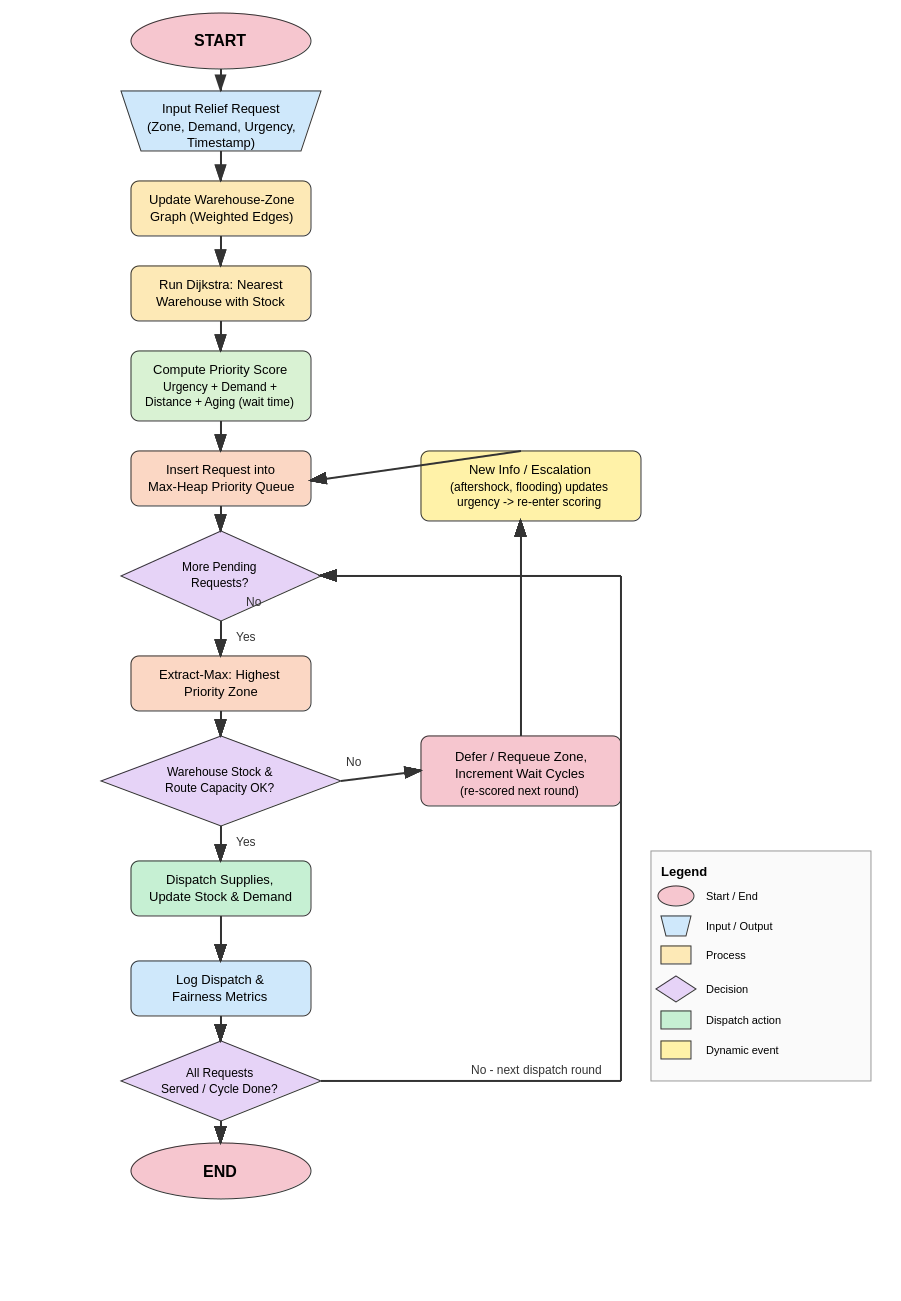 START
Input Relief Request
(Zone, Demand, Urgency,
Timestamp)
Update Warehouse-Zone
Graph (Weighted Edges)
Run Dijkstra: Nearest
Warehouse with Stock
Compute Priority Score
Urgency + Demand +
Distance + Aging (wait time)
Insert Request into
Max-Heap Priority Queue
New Info / Escalation
(aftershock, flooding) updates
urgency -> re-enter scoring
More Pending
Requests?
No
Yes
Extract-Max: Highest
Priority Zone
Warehouse Stock &
Route Capacity OK?
No
Defer / Requeue Zone,
Increment Wait Cycles
(re-scored next round)
Yes
Dispatch Supplies,
Update Stock & Demand
Log Dispatch &
Fairness Metrics
All Requests
Served / Cycle Done?
No - next dispatch round
END
Legend
Start / End
Input / Output
Process
Decision
Dispatch action
Dynamic event